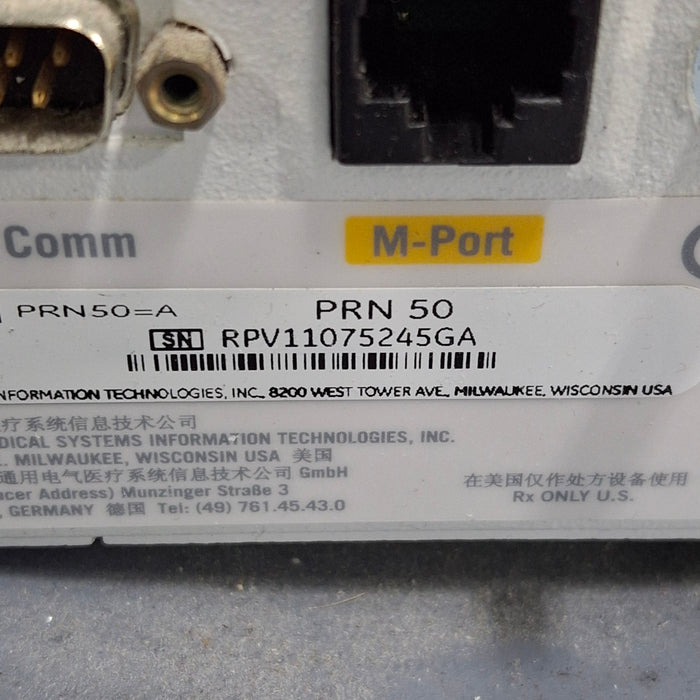 Comm
M-Port
PRN50=A
PRN 50
SN RPV11075245GA
INFORMATION TECHNOLOGIES, INC., 8200 WEST TOWER AVE., MILWAUKEE, WISCONSIN USA
疗系统信息技术公司
DICAL SYSTEMS INFORMATION TECHNOLOGIES, INC.
MILWAUKEE, WISCONSIN USA 美国
通用电气医疗系统信息技术公司 GmbH
Address) Munzinger Straße 3
, GERMANY 德国 Tel: (49) 761.45.43.0
在美国仅作处方设备使用
Rx ONLY U.S.